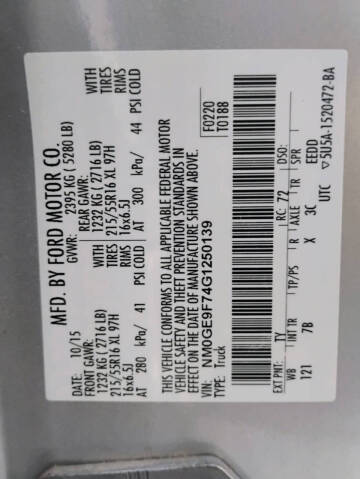 MFD. BY FORD MOTOR CO.
DATE: 10/15 GVWR: 2395 KG ( 5280 LB)
FRONT GAWR: REAR GAWR: WITH
1232 KG ( 2716 LB) 1232 KG ( 2716 LB) TIRES
215/55R16 XL 97H 215/55R16 XL 97H RIMS
16x6.5J 16x6.5J
AT 280 kPa/ 41 PSI COLD AT 300 kPa/ 44 PSI COLD
WITH
TIRES
RIMS
THIS VEHICLE CONFORMS TO ALL APPLICABLE FEDERAL MOTOR
VEHICLE SAFETY AND THEFT PREVENTION STANDARDS IN
EFFECT ON THE DATE OF MANUFACTURE SHOWN ABOVE.
VIN: NM0GE9F74G1250139 F0220
TYPE: Truck T0188
EXT PNT: TY RC: 72 DSO:
WB INT TR TP/PS R AXLE TR SPR
121 7B X 3C EEDD
UTC 5U5A-1520472-BA